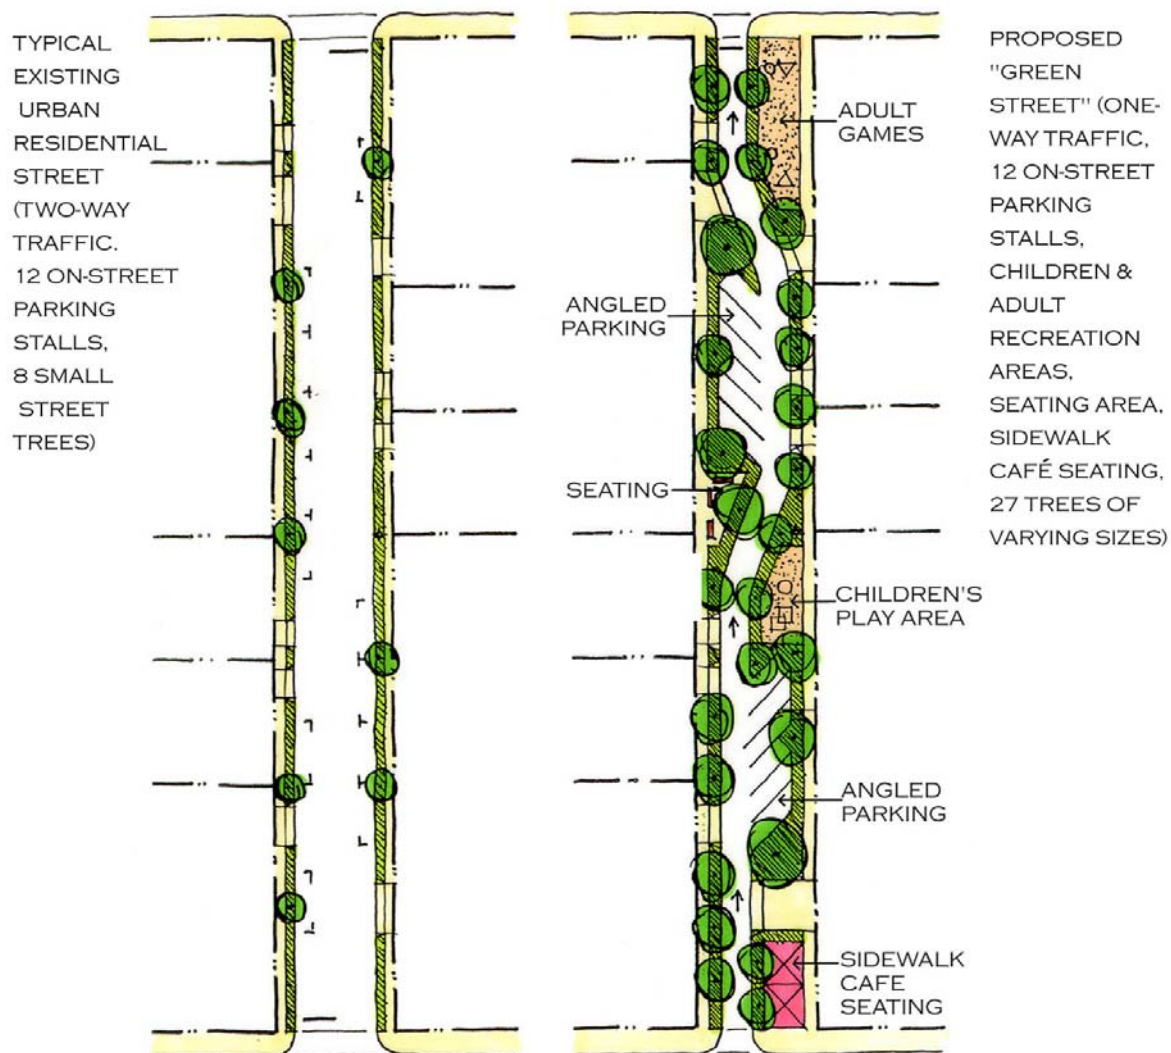 TYPICAL
EXISTING
URBAN
RESIDENTIAL
STREET
(TWO-WAY
TRAFFIC.
12 ON-STREET
PARKING
STALLS,
8 SMALL
STREET
TREES)
ADULT
GAMES
ANGLED
PARKING
SEATING
CHILDREN'S
PLAY AREA
ANGLED
PARKING
SIDEWALK
CAFE
SEATING
PROPOSED
"GREEN
STREET" (ONE-
WAY TRAFFIC,
12 ON-STREET
PARKING
STALLS,
CHILDREN &
ADULT
RECREATION
AREAS,
SEATING AREA,
SIDEWALK
CAFÉ SEATING,
27 TREES OF
VARYING SIZES)